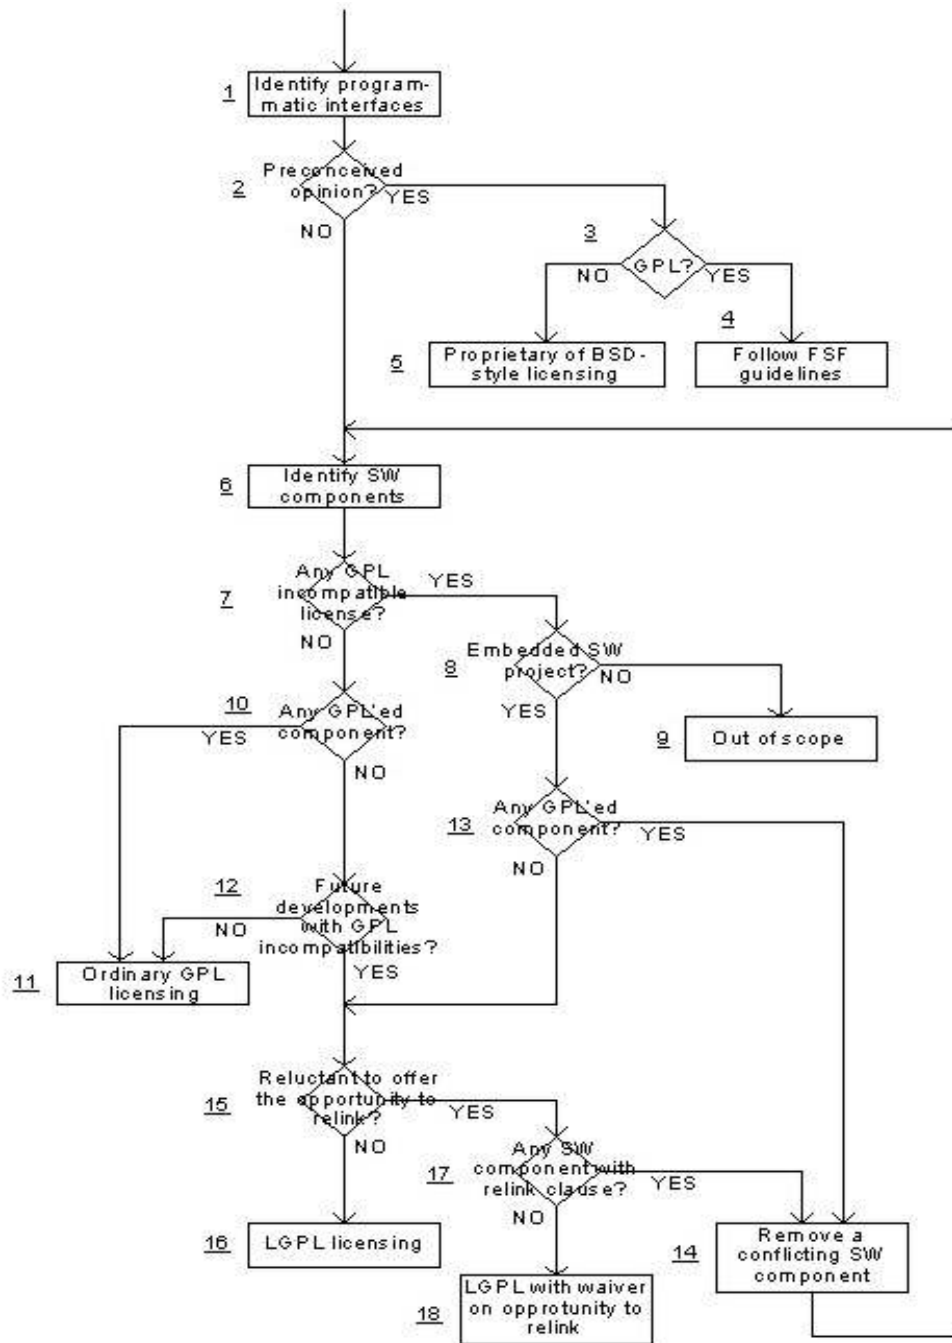 1
Identify program-
matic interfaces
2
Preconceived
opinion?
YES
NO
3
GPL?
NO
YES
4
5
Proprietary of BSD-
style licensing
Follow FSF
guidelines
6
Identify SW
components
7
Any GPL
incompatible
license?
YES
NO
8
Embedded SW
project?
NO
YES
10
Any GPL'ed
component?
YES
NO
9
Out of scope
13
Any GPL'ed
component?
YES
NO
12
Future
developments
with GPL
incompatibilities?
NO
YES
11
Ordinary GPL
licensing
15
Reluctant to offer
the opportunity to
relink?
YES
NO
17
Any SW
component with
relink clause?
YES
NO
16
LGPL licensing
14
Remove a
conflicting SW
component
18
LGPL with waiver
on opprotunity to
relink